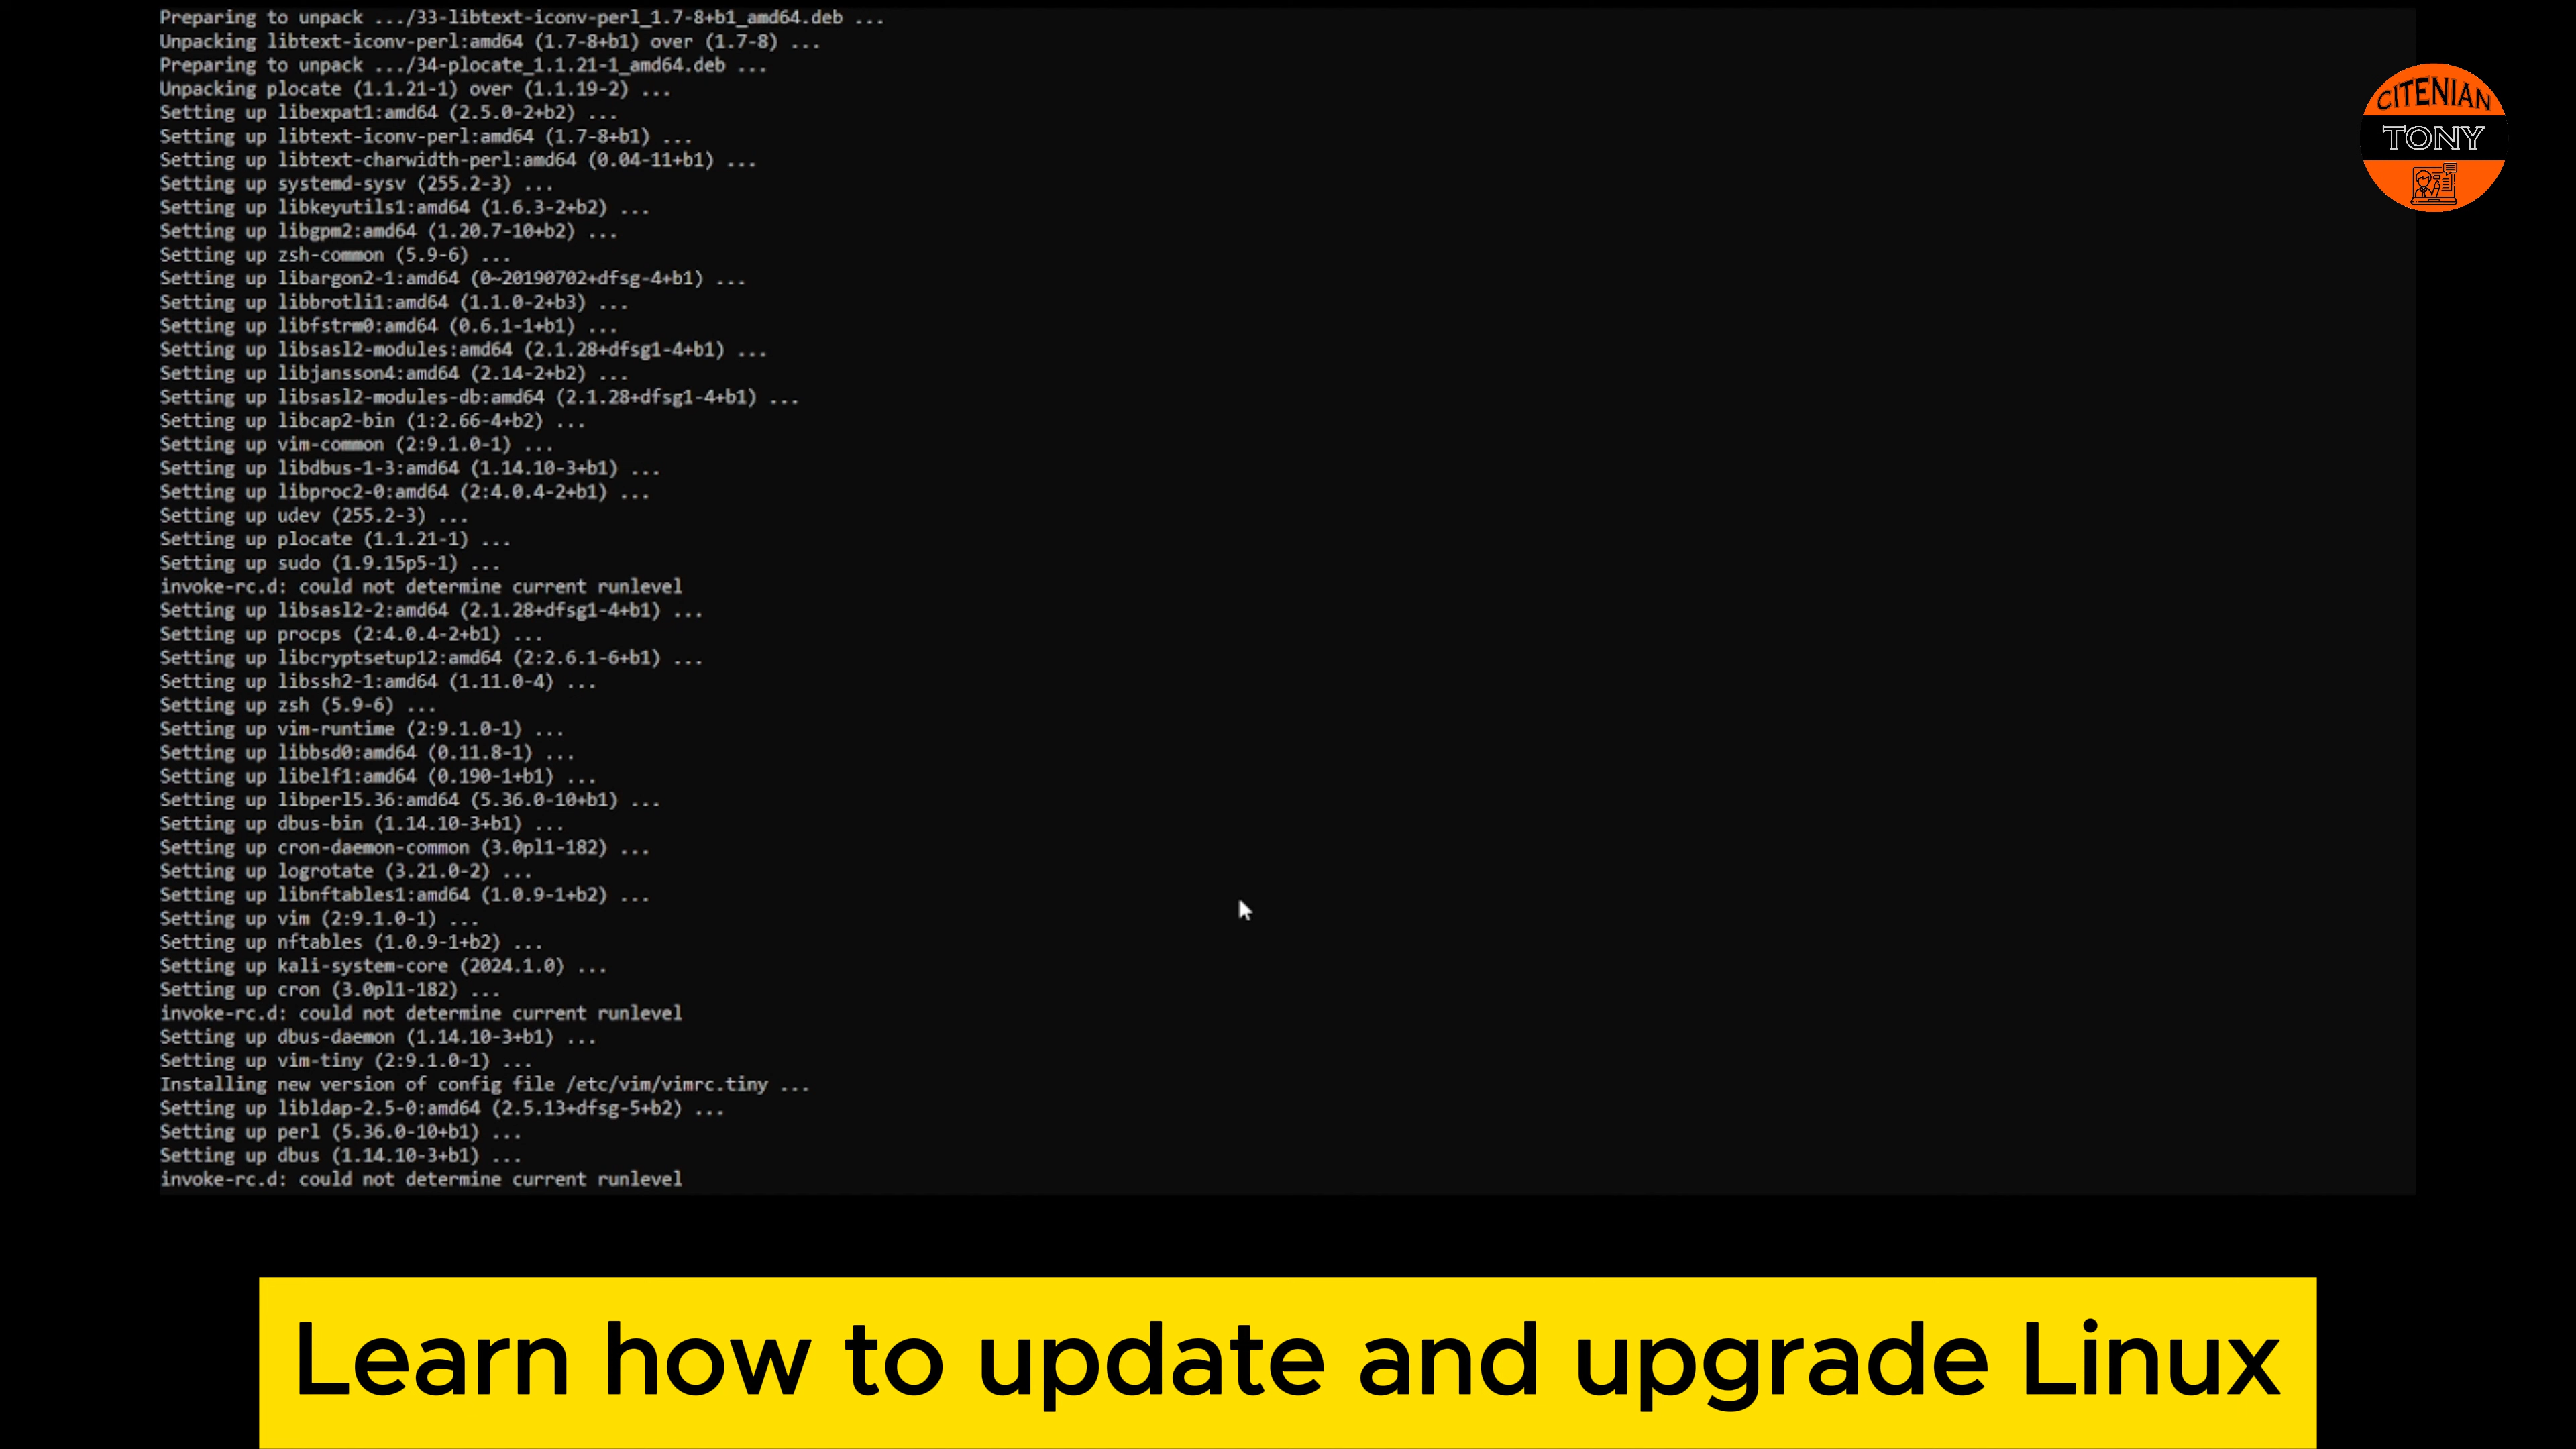 Preparing to unpack .../33-libtext-iconv-perl_1.7-8+b1_amd64.deb ...
Unpacking libtext-iconv-perl:amd64 (1.7-8+b1) over (1.7-8) ...
Preparing to unpack .../34-plocate_1.1.21-1_amd64.deb ...
Unpacking plocate (1.1.21-1) over (1.1.19-2) ...
Setting up libexpat1:amd64 (2.5.0-2+b2) ...
Setting up libtext-iconv-perl:amd64 (1.7-8+b1) ...
Setting up libtext-charwidth-perl:amd64 (0.04-11+b1) ...
Setting up systemd-sysv (255.2-3) ...
Setting up libkeyutils1:amd64 (1.6.3-2+b2) ...
Setting up libgpm2:amd64 (1.20.7-10+b2) ...
Setting up zsh-common (5.9-6) ...
Setting up libargon2-1:amd64 (0~20190702+dfsg-4+b1) ...
Setting up libbrotli1:amd64 (1.1.0-2+b3) ...
Setting up libfstrm0:amd64 (0.6.1-1+b1) ...
Setting up libsasl2-modules:amd64 (2.1.28+dfsg1-4+b1) ...
Setting up libjansson4:amd64 (2.14-2+b2) ...
Setting up libsasl2-modules-db:amd64 (2.1.28+dfsg1-4+b1) ...
Setting up libcap2-bin (1:2.66-4+b2) ...
Setting up vim-common (2:9.1.0-1) ...
Setting up libdbus-1-3:amd64 (1.14.10-3+b1) ...
Setting up libproc2-0:amd64 (2:4.0.4-2+b1) ...
Setting up udev (255.2-3) ...
Setting up plocate (1.1.21-1) ...
Setting up sudo (1.9.15p5-1) ...
invoke-rc.d: could not determine current runlevel
Setting up libsasl2-2:amd64 (2.1.28+dfsg1-4+b1) ...
Setting up procps (2:4.0.4-2+b1) ...
Setting up libcryptsetup12:amd64 (2:2.6.1-6+b1) ...
Setting up libssh2-1:amd64 (1.11.0-4) ...
Setting up zsh (5.9-6) ...
Setting up vim-runtime (2:9.1.0-1) ...
Setting up libbsd0:amd64 (0.11.8-1) ...
Setting up libelf1:amd64 (0.190-1+b1) ...
Setting up libperl5.36:amd64 (5.36.0-10+b1) ...
Setting up dbus-bin (1.14.10-3+b1) ...
Setting up cron-daemon-common (3.0pl1-182) ...
Setting up logrotate (3.21.0-2) ...
Setting up libnftables1:amd64 (1.0.9-1+b2) ...
Setting up vim (2:9.1.0-1) ...
Setting up nftables (1.0.9-1+b2) ...
Setting up kali-system-core (2024.1.0) ...
Setting up cron (3.0pl1-182) ...
invoke-rc.d: could not determine current runlevel
Setting up dbus-daemon (1.14.10-3+b1) ...
Setting up vim-tiny (2:9.1.0-1) ...
Installing new version of config file /etc/vim/vimrc.tiny ...
Setting up libldap-2.5-0:amd64 (2.5.13+dfsg-5+b2) ...
Setting up perl (5.36.0-10+b1) ...
Setting up dbus (1.14.10-3+b1) ...
invoke-rc.d: could not determine current runlevel
CITENIAN
TONY
Learn how to update and upgrade Linux